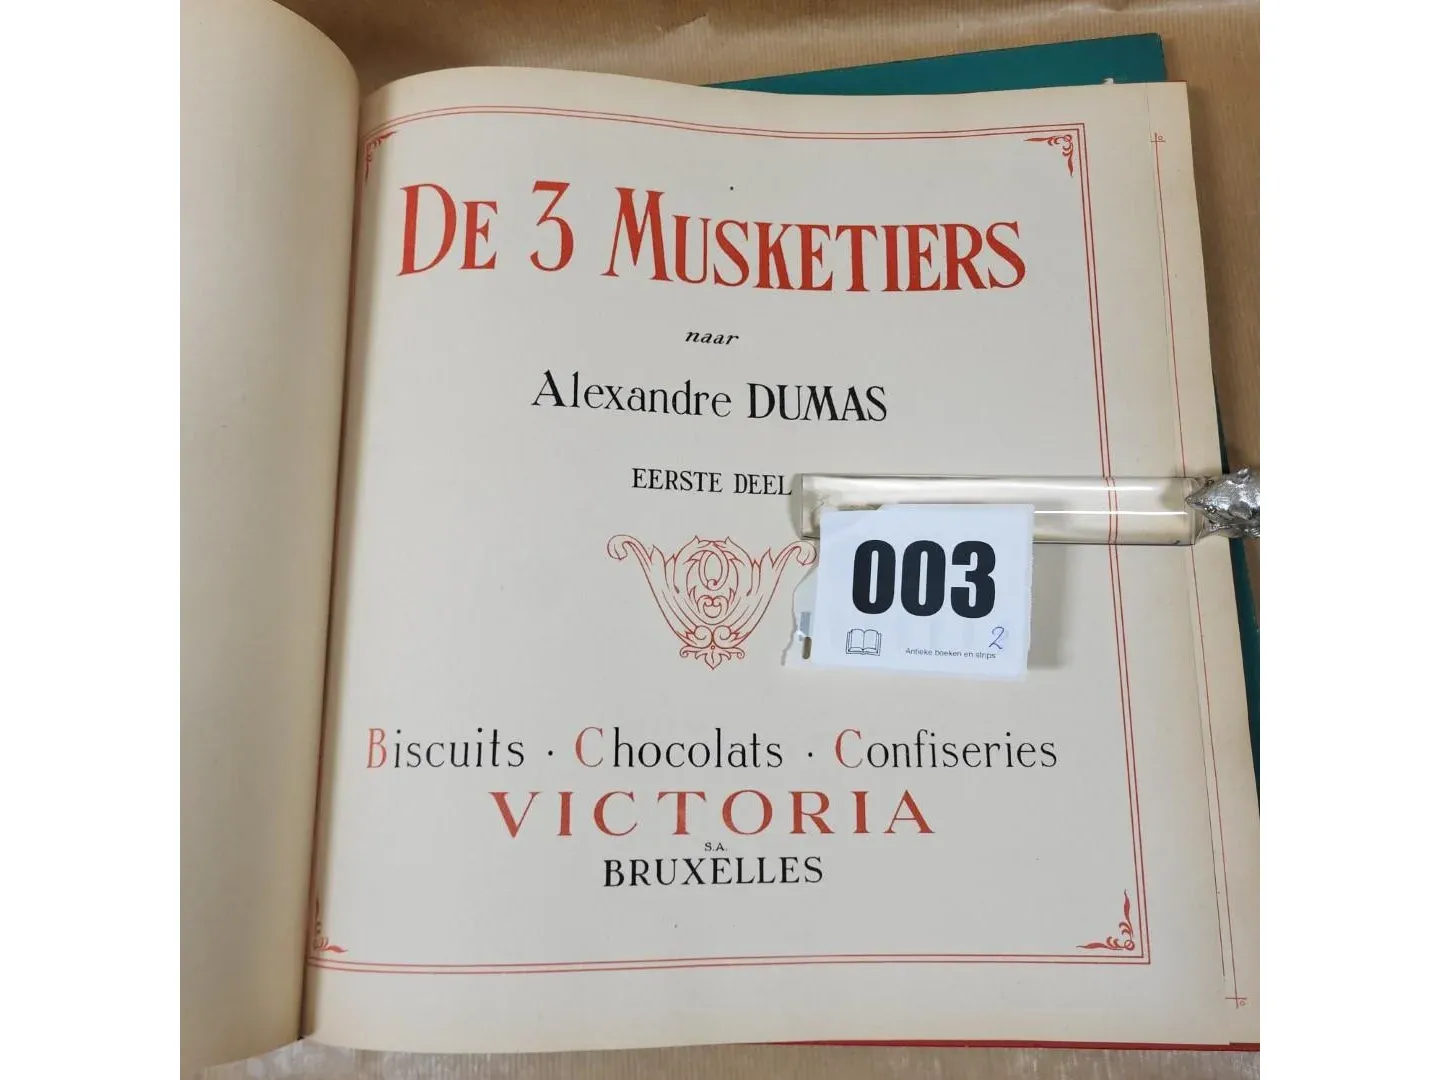 DE 3 MUSKETIERS
naar
Alexandre DUMAS
EERSTE DEEL
003
2
Antieke boeken en strips
Biscuits · Chocolats · Confiseries
VICTORIA
S.A.
BRUXELLES